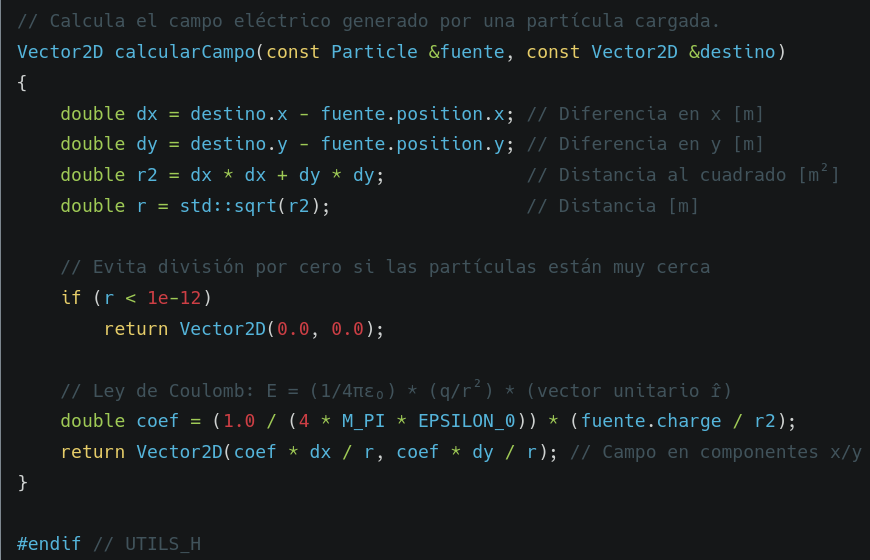 // Calcula el campo eléctrico generado por una partícula cargada.
Vector2D calcularCampo(const Particle &fuente, const Vector2D &destino)
{
    double dx = destino.x - fuente.position.x; // Diferencia en x [m]
    double dy = destino.y - fuente.position.y; // Diferencia en y [m]
    double r2 = dx * dx + dy * dy;             // Distancia al cuadrado [m²]
    double r = std::sqrt(r2);                  // Distancia [m]

    // Evita división por cero si las partículas están muy cerca
    if (r < 1e-12)
        return Vector2D(0.0, 0.0);

    // Ley de Coulomb: E = (1/4πε₀) * (q/r²) * (vector unitario r̂)
    double coef = (1.0 / (4 * M_PI * EPSILON_0)) * (fuente.charge / r2);
    return Vector2D(coef * dx / r, coef * dy / r); // Campo en componentes x/y
}

#endif // UTILS_H